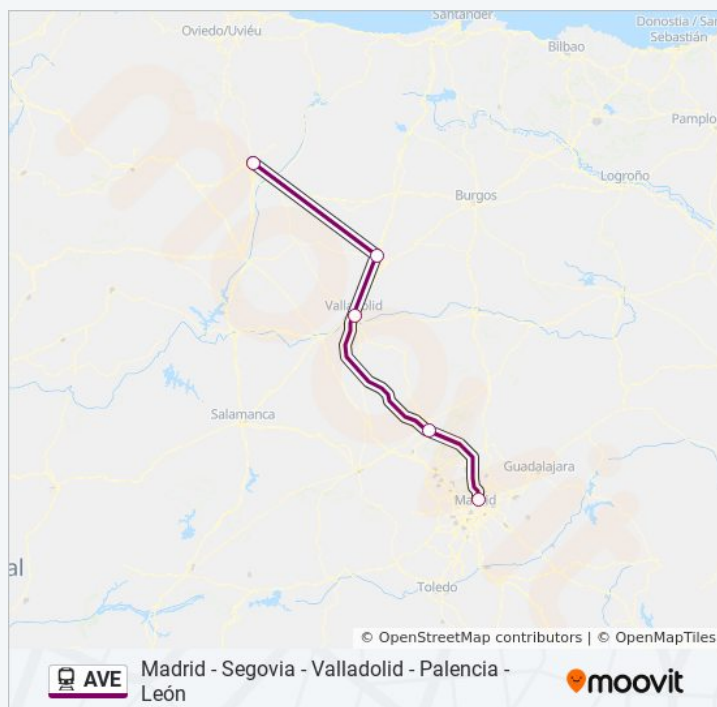 Santander
Oviedo/Uviéu
Donostia / San
Sebastián
Bilbao
Pamplo
Logroño
Burgos
Valladolid
Salamanca
Guadalajara
Madrid
Toledo
al
© OpenStreetMap contributors | © OpenMapTiles
AVE
Madrid - Segovia - Valladolid - Palencia -
León
moovit